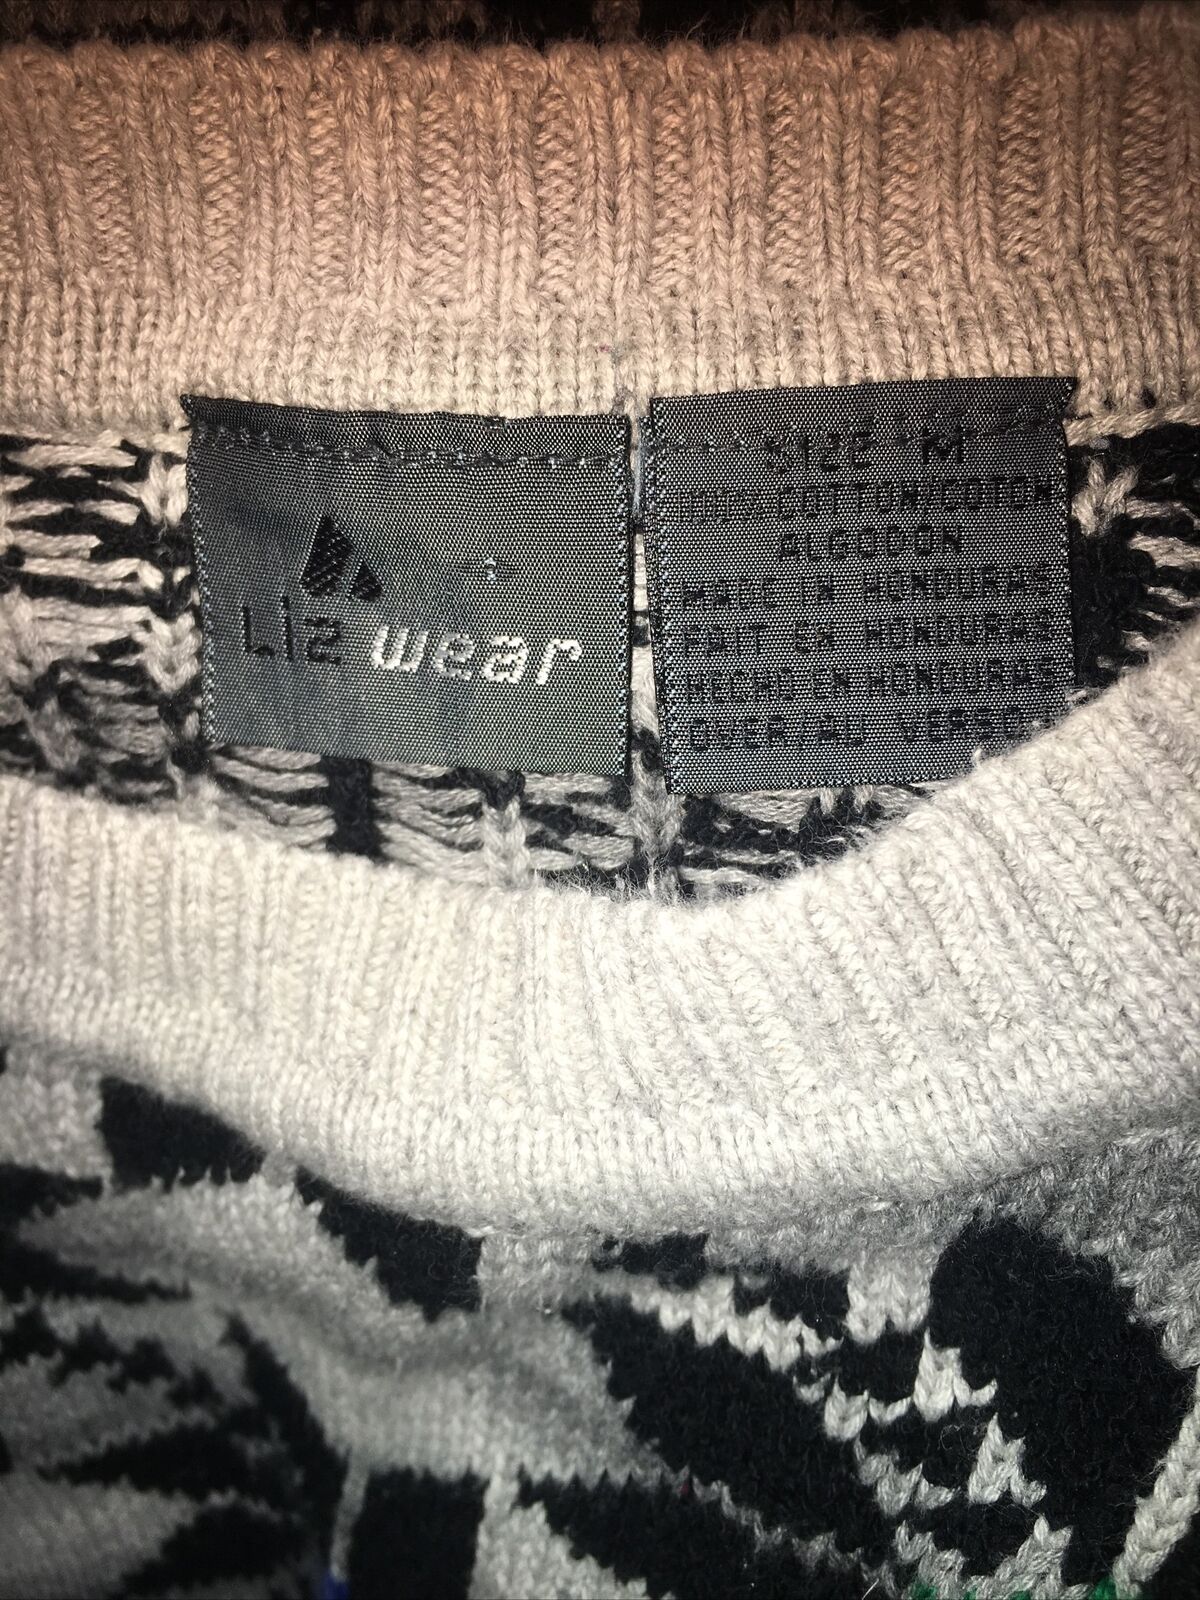 Liz wear
SIZE M
100% COTTON/COTON
ALGODON
MADE IN HONDURAS
FAIT EN HONDURAS
HECHO EN HONDURAS
OVER/AU VERSO